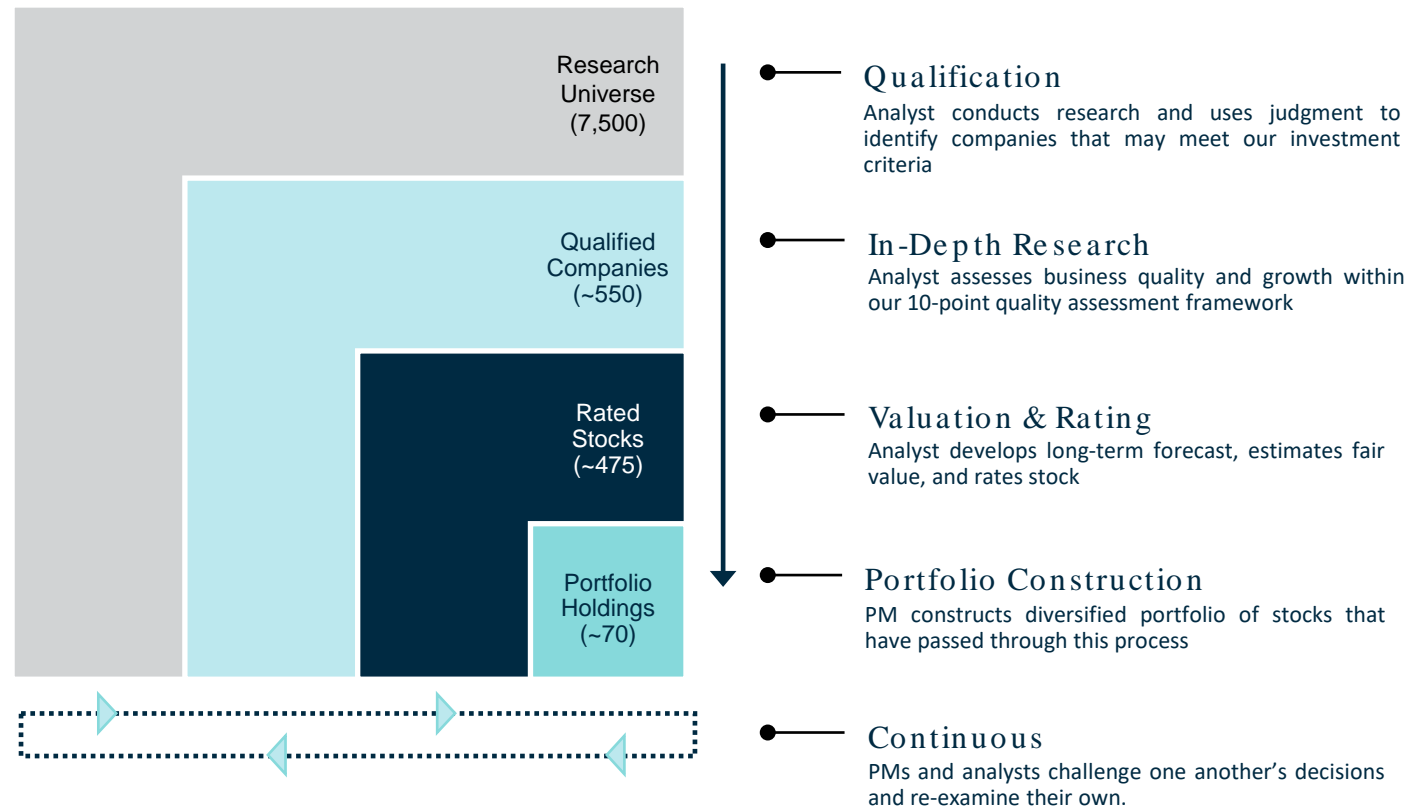 Research
Universe
(7,500)
Qualified
Companies
(~550)
Rated
Stocks
(~475)
Portfolio
Holdings
(~70)
Qualification
Analyst conducts research and uses judgment to
identify companies that may meet our investment
criteria
In-Depth Research
Analyst assesses business quality and growth within
our 10-point quality assessment framework
Valuation & Rating
Analyst develops long-term forecast, estimates fair
value, and rates stock
Portfolio Construction
PM constructs diversified portfolio of stocks that
have passed through this process
Continuous
PMs and analysts challenge one another’s decisions
and re-examine their own.